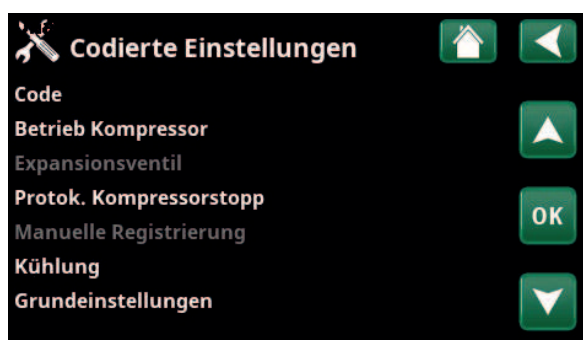 Codierte Einstellungen
Code
Betrieb Kompressor
Expansionsventil
Protok. Kompressorstopp
OK
Manuelle Registrierung
Kühlung
Grundeinstellungen